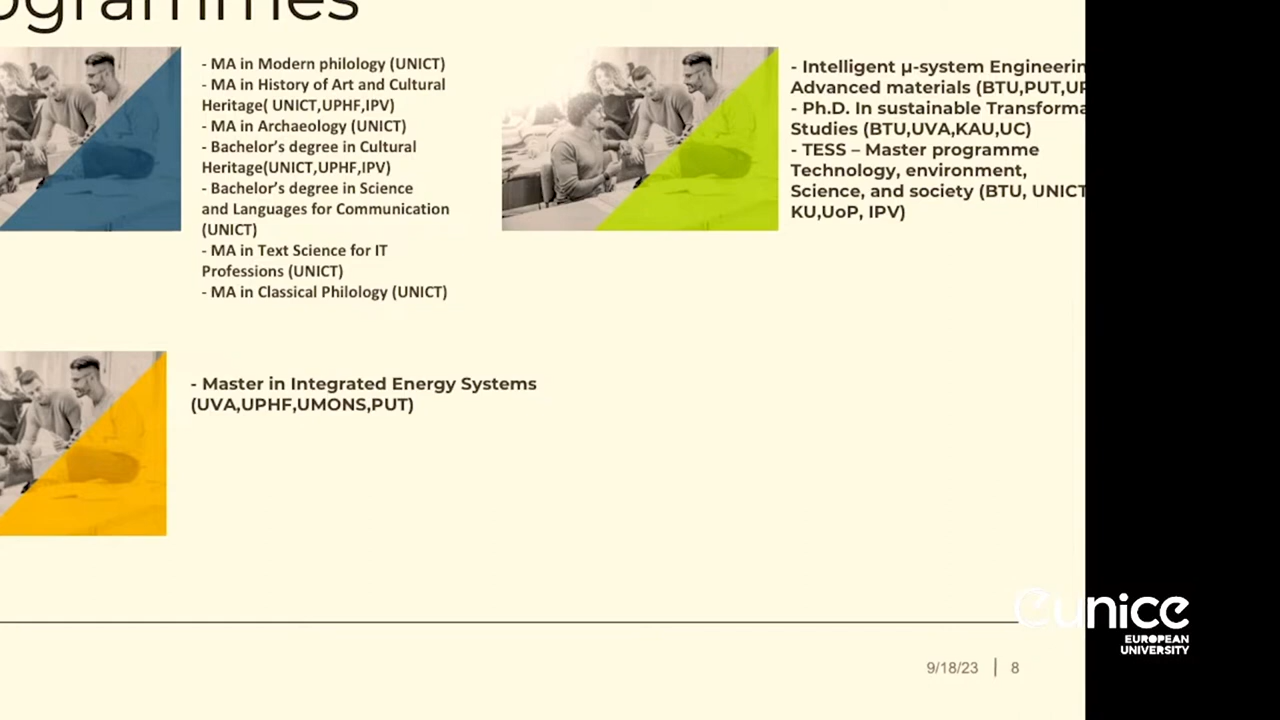 ogrammes
- MA in Modern philology (UNICT)
- MA in History of Art and Cultural
Heritage( UNICT,UPHF,IPV)
- MA in Archaeology (UNICT)
- Bachelor’s degree in Cultural
Heritage(UNICT,UPHF,IPV)
- Bachelor’s degree in Science
and Languages for Communication
(UNICT)
- MA in Text Science for IT
Professions (UNICT)
- MA in Classical Philology (UNICT)
- Intelligent µ-system Engineerin
Advanced materials (BTU,PUT,UP
- Ph.D. In sustainable Transforma
Studies (BTU,UVA,KAU,UC)
- TESS – Master programme
Technology, environment,
Science, and society (BTU, UNICT
KU,UoP, IPV)
- Master in Integrated Energy Systems
(UVA,UPHF,UMONS,PUT)
eunice
EUROPEAN
UNIVERSITY
9/18/23 | 8